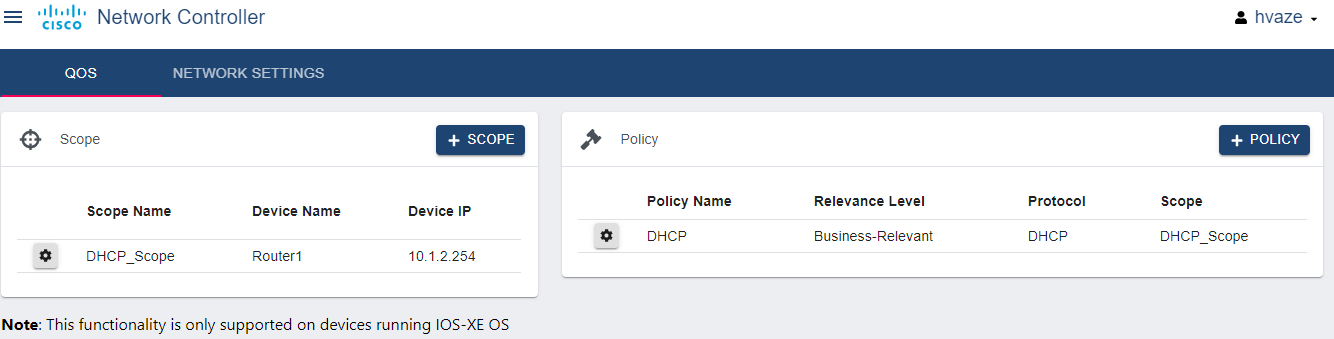 CISCO Network Controller
hvaze
QOS NETWORK SETTINGS
Scope
+ SCOPE
Scope Name Device Name Device IP
DHCP_Scope Router1 10.1.2.254
Policy
+ POLICY
Policy Name Relevance Level Protocol Scope
DHCP Business-Relevant DHCP DHCP_Scope
Note: This functionality is only supported on devices running IOS-XE OS